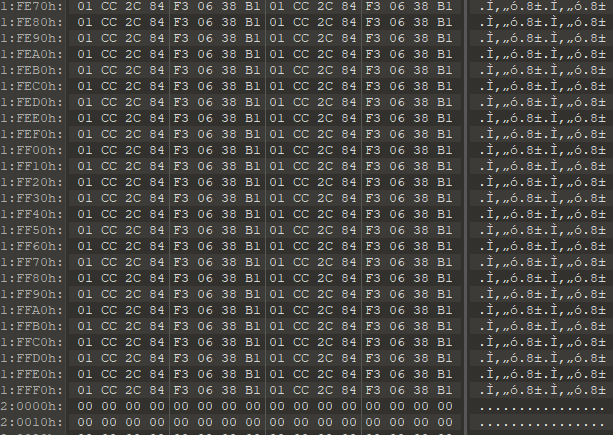 1:FE70h: 01 CC 2C 84 F3 06 38 B1 01 CC 2C 84 F3 06 38 B1 .Ì,„ó.8±.Ì,„ó.8±
1:FE80h: 01 CC 2C 84 F3 06 38 B1 01 CC 2C 84 F3 06 38 B1 .Ì,„ó.8±.Ì,„ó.8±
1:FE90h: 01 CC 2C 84 F3 06 38 B1 01 CC 2C 84 F3 06 38 B1 .Ì,„ó.8±.Ì,„ó.8±
1:FEA0h: 01 CC 2C 84 F3 06 38 B1 01 CC 2C 84 F3 06 38 B1 .Ì,„ó.8±.Ì,„ó.8±
1:FEB0h: 01 CC 2C 84 F3 06 38 B1 01 CC 2C 84 F3 06 38 B1 .Ì,„ó.8±.Ì,„ó.8±
1:FEC0h: 01 CC 2C 84 F3 06 38 B1 01 CC 2C 84 F3 06 38 B1 .Ì,„ó.8±.Ì,„ó.8±
1:FED0h: 01 CC 2C 84 F3 06 38 B1 01 CC 2C 84 F3 06 38 B1 .Ì,„ó.8±.Ì,„ó.8±
1:FEE0h: 01 CC 2C 84 F3 06 38 B1 01 CC 2C 84 F3 06 38 B1 .Ì,„ó.8±.Ì,„ó.8±
1:FEF0h: 01 CC 2C 84 F3 06 38 B1 01 CC 2C 84 F3 06 38 B1 .Ì,„ó.8±.Ì,„ó.8±
1:FF00h: 01 CC 2C 84 F3 06 38 B1 01 CC 2C 84 F3 06 38 B1 .Ì,„ó.8±.Ì,„ó.8±
1:FF10h: 01 CC 2C 84 F3 06 38 B1 01 CC 2C 84 F3 06 38 B1 .Ì,„ó.8±.Ì,„ó.8±
1:FF20h: 01 CC 2C 84 F3 06 38 B1 01 CC 2C 84 F3 06 38 B1 .Ì,„ó.8±.Ì,„ó.8±
1:FF30h: 01 CC 2C 84 F3 06 38 B1 01 CC 2C 84 F3 06 38 B1 .Ì,„ó.8±.Ì,„ó.8±
1:FF40h: 01 CC 2C 84 F3 06 38 B1 01 CC 2C 84 F3 06 38 B1 .Ì,„ó.8±.Ì,„ó.8±
1:FF50h: 01 CC 2C 84 F3 06 38 B1 01 CC 2C 84 F3 06 38 B1 .Ì,„ó.8±.Ì,„ó.8±
1:FF60h: 01 CC 2C 84 F3 06 38 B1 01 CC 2C 84 F3 06 38 B1 .Ì,„ó.8±.Ì,„ó.8±
1:FF70h: 01 CC 2C 84 F3 06 38 B1 01 CC 2C 84 F3 06 38 B1 .Ì,„ó.8±.Ì,„ó.8±
1:FF80h: 01 CC 2C 84 F3 06 38 B1 01 CC 2C 84 F3 06 38 B1 .Ì,„ó.8±.Ì,„ó.8±
1:FF90h: 01 CC 2C 84 F3 06 38 B1 01 CC 2C 84 F3 06 38 B1 .Ì,„ó.8±.Ì,„ó.8±
1:FFA0h: 01 CC 2C 84 F3 06 38 B1 01 CC 2C 84 F3 06 38 B1 .Ì,„ó.8±.Ì,„ó.8±
1:FFB0h: 01 CC 2C 84 F3 06 38 B1 01 CC 2C 84 F3 06 38 B1 .Ì,„ó.8±.Ì,„ó.8±
1:FFC0h: 01 CC 2C 84 F3 06 38 B1 01 CC 2C 84 F3 06 38 B1 .Ì,„ó.8±.Ì,„ó.8±
1:FFD0h: 01 CC 2C 84 F3 06 38 B1 01 CC 2C 84 F3 06 38 B1 .Ì,„ó.8±.Ì,„ó.8±
1:FFE0h: 01 CC 2C 84 F3 06 38 B1 01 CC 2C 84 F3 06 38 B1 .Ì,„ó.8±.Ì,„ó.8±
1:FFF0h: 01 CC 2C 84 F3 06 38 B1 01 CC 2C 84 F3 06 38 B1 .Ì,„ó.8±.Ì,„ó.8±
2:0000h: 00 00 00 00 00 00 00 00 00 00 00 00 00 00 00 00 ................
2:0010h: 00 00 00 00 00 00 00 00 00 00 00 00 00 00 00 00 ................